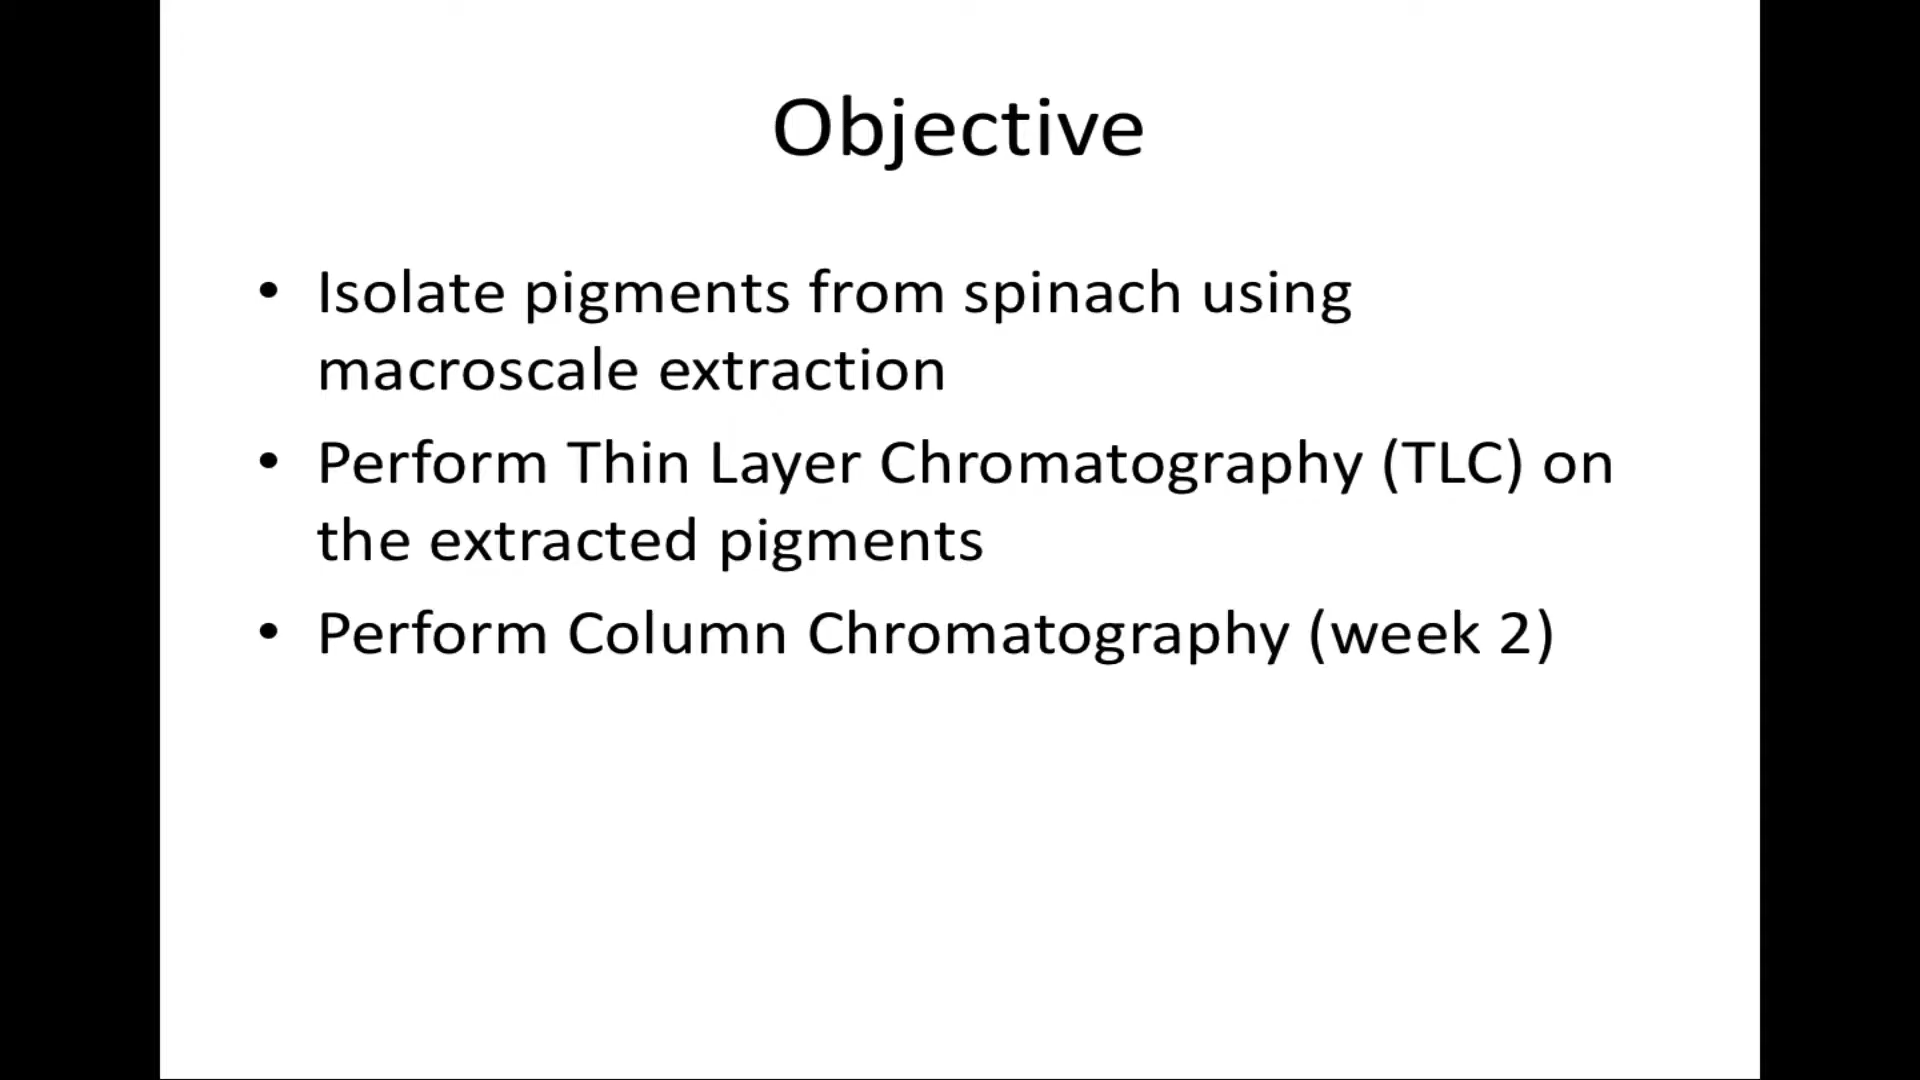 Objective
• Isolate pigments from spinach using
macroscale extraction
• Perform Thin Layer Chromatography (TLC) on
the extracted pigments
• Perform Column Chromatography (week 2)